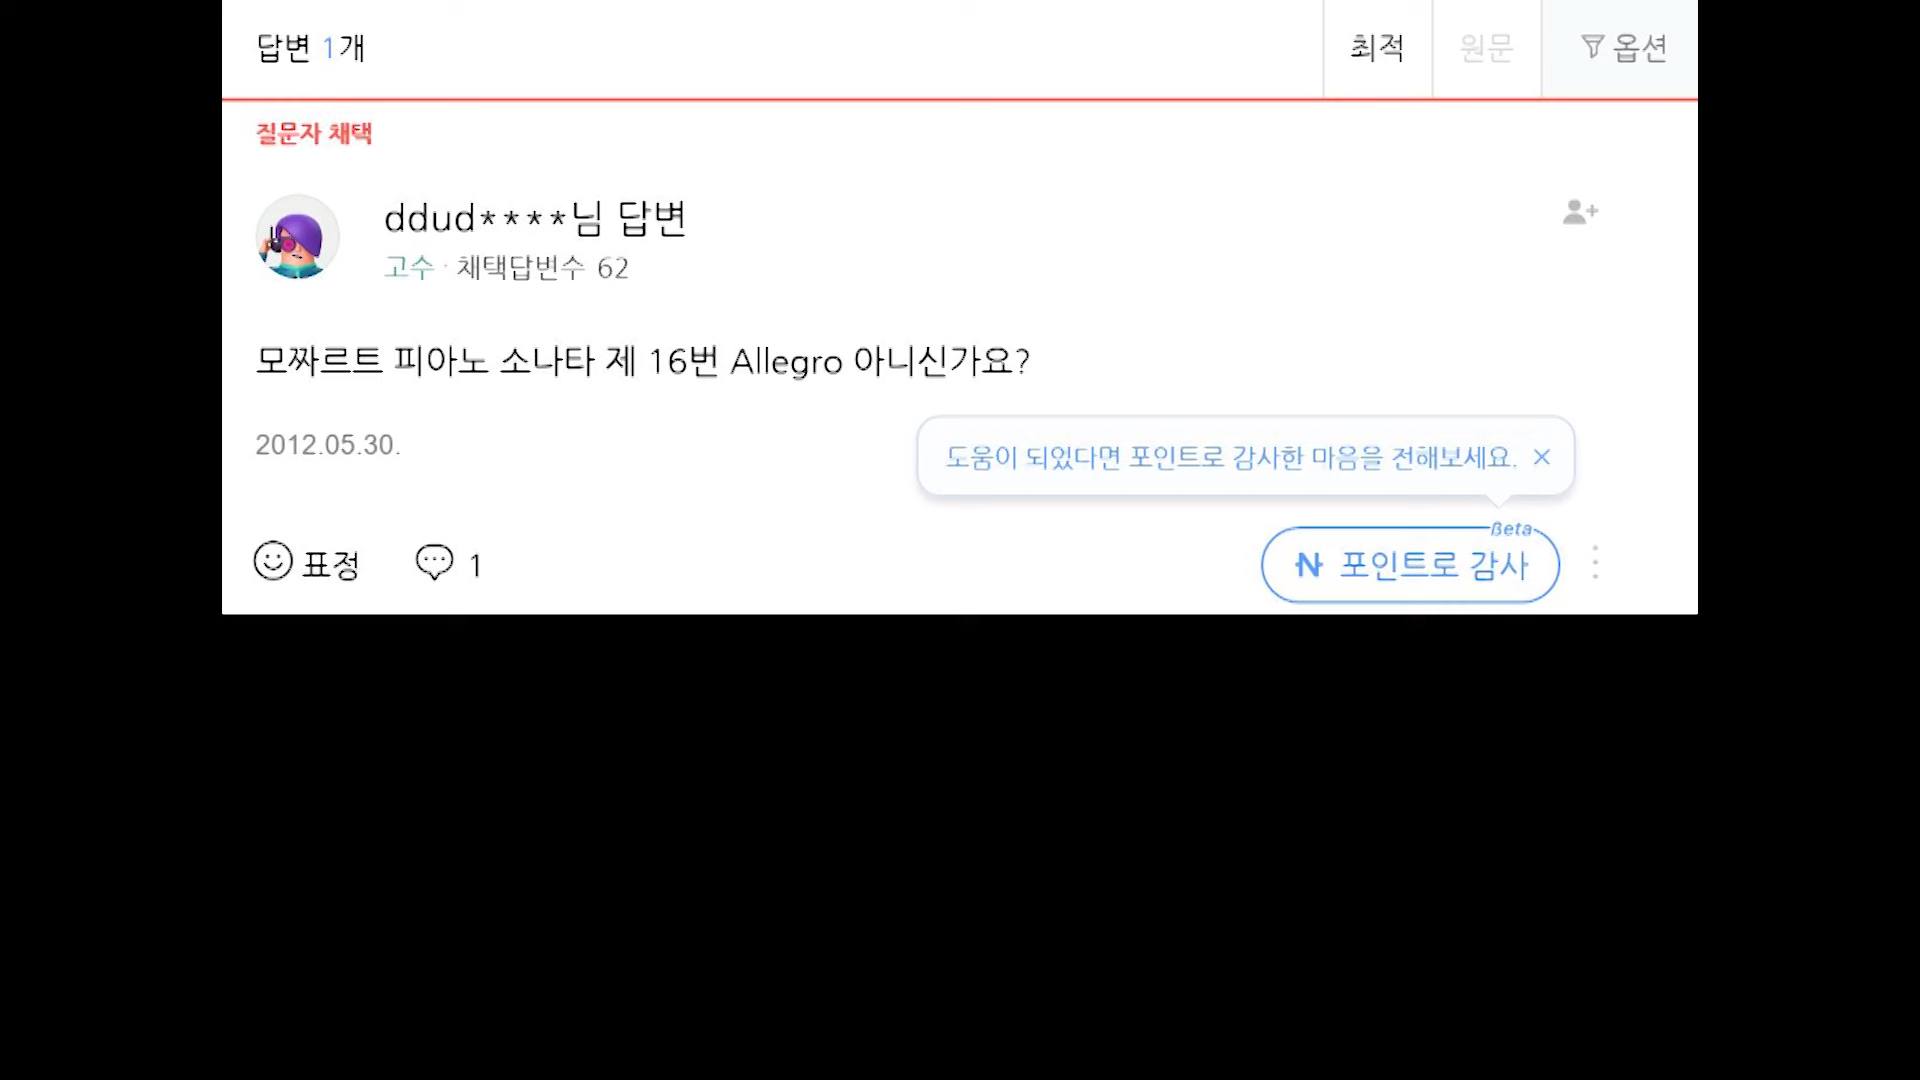 답변 1개
최적
원문
옵션
질문자 채택
ddud****님 답변
고수 · 채택답변수 62
모짜르트 피아노 소나타 제 16번 Allegro 아니신가요?
2012.05.30.
도움이 되었다면 포인트로 감사한 마음을 전해보세요. ×
Beta
표정
1
N 포인트로 감사